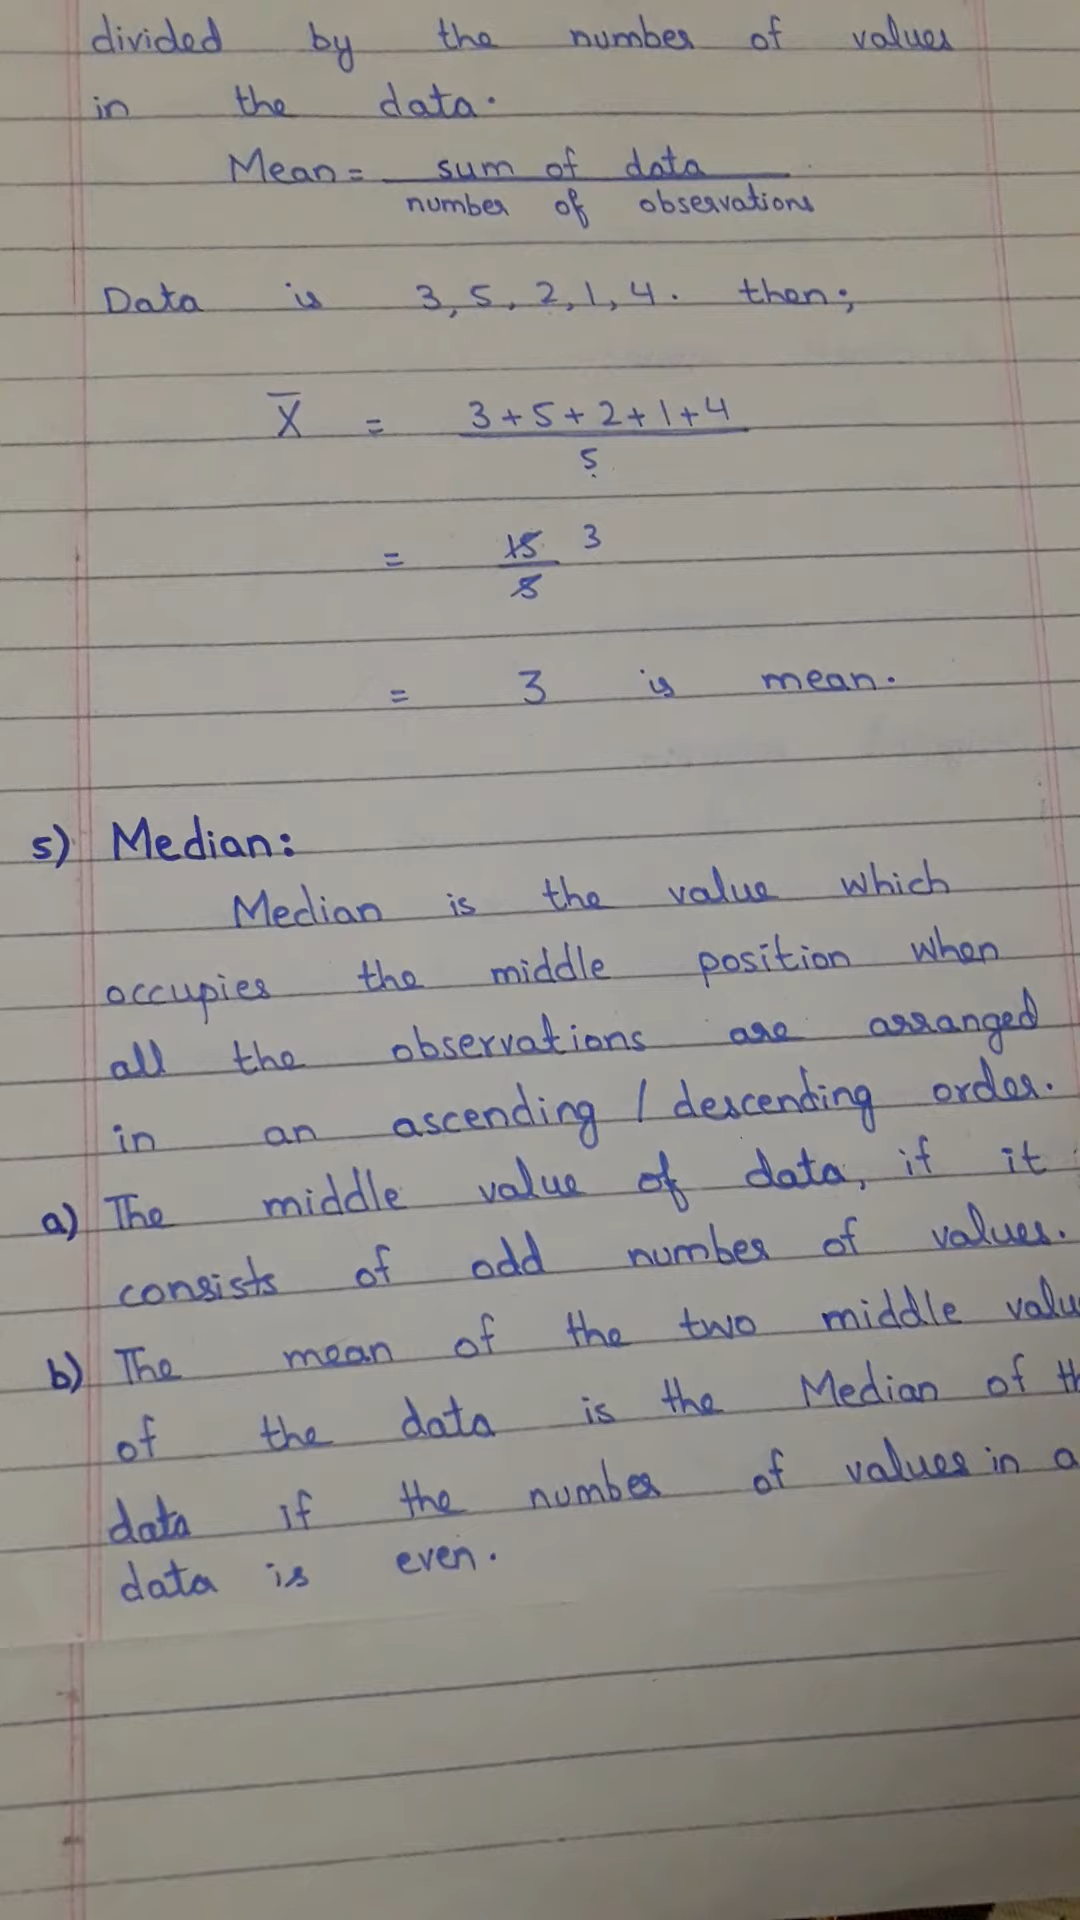 divided by the number of values
in the data.
Mean = sum of data
number of observations
Data is 3, 5, 2, 1, 4. then;
X̅ = 3+5+2+1+4
5
= 15 3
5
= 3 is mean.
5) Median:
Median is the value which
occupies the middle position when
all the observations are arranged
in an ascending / descending order.
a) The middle value of data, if it
consists of odd number of values.
b) The mean of the two middle valu
of the data is the Median of th
data if the number of values in a
data is even.